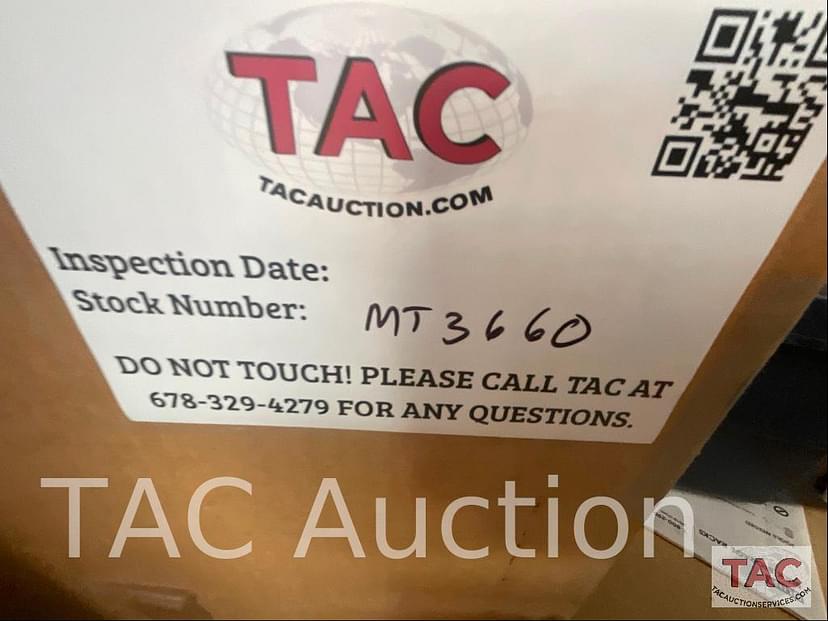 TAC
TACAUCTION.COM
Inspection Date:
Stock Number: MT3660
DO NOT TOUCH! PLEASE CALL TAC AT
678-329-4279 FOR ANY QUESTIONS.
TAC Auction
TAC
TACAUCTIONSERVICES.COM